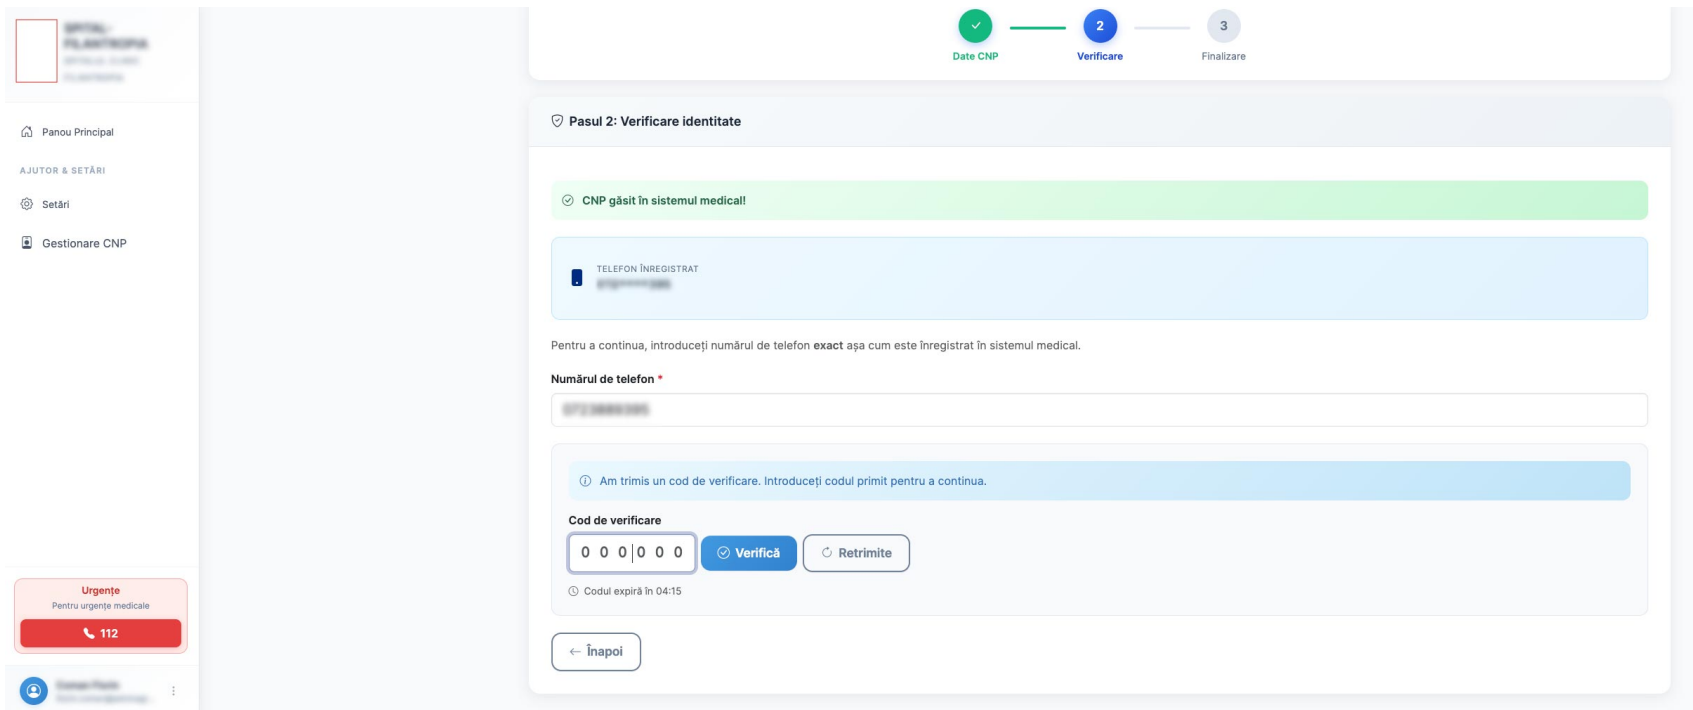 2
3
Date CNP
Verificare
Finalizare
Panou Principal
AJUTOR & SETĂRI
Setări
Gestionare CNP
Urgențe
Pentru urgențe medicale
112
Pasul 2: Verificare identitate
CNP găsit în sistemul medical!
TELEFON ÎNREGISTRAT
Pentru a continua, introduceți numărul de telefon exact așa cum este înregistrat în sistemul medical.
Numărul de telefon *
Am trimis un cod de verificare. Introduceți codul primit pentru a continua.
Cod de verificare
0 0 0 0 0 0
Verifică
Retrimite
Codul expiră în 04:15
← Înapoi